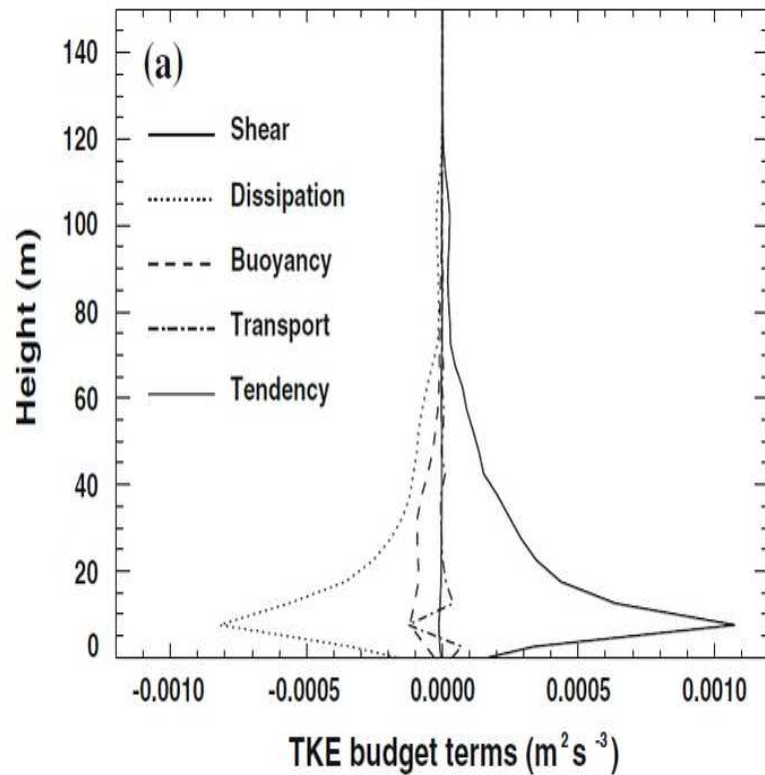 (a)
Shear
Dissipation
Buoyancy
Transport
Tendency
Height (m)
140
120
100
80
60
40
20
0
-0.0010 -0.0005 0.0000 0.0005 0.0010
TKE budget terms (m² s⁻³)